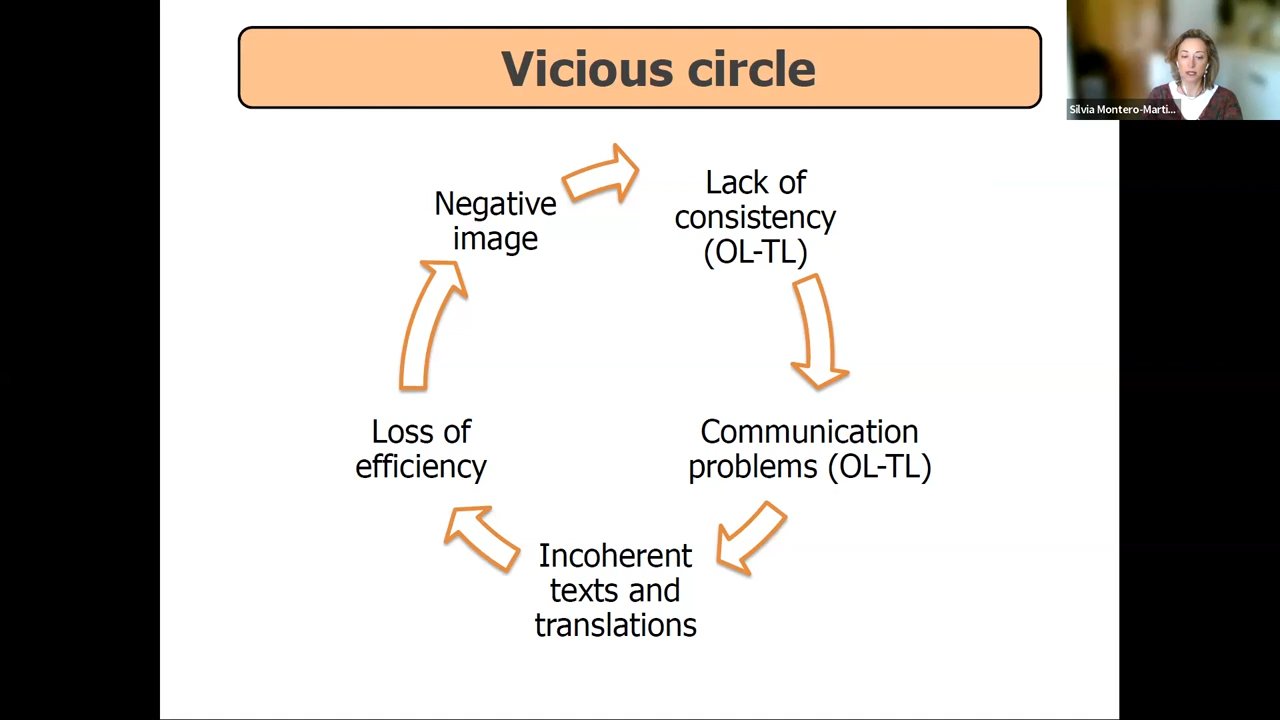 Vicious circle
Silvia Montero-Marti...
Negative
image
Lack of
consistency
(OL-TL)
Communication
problems (OL-TL)
Incoherent
texts and
translations
Loss of
efficiency